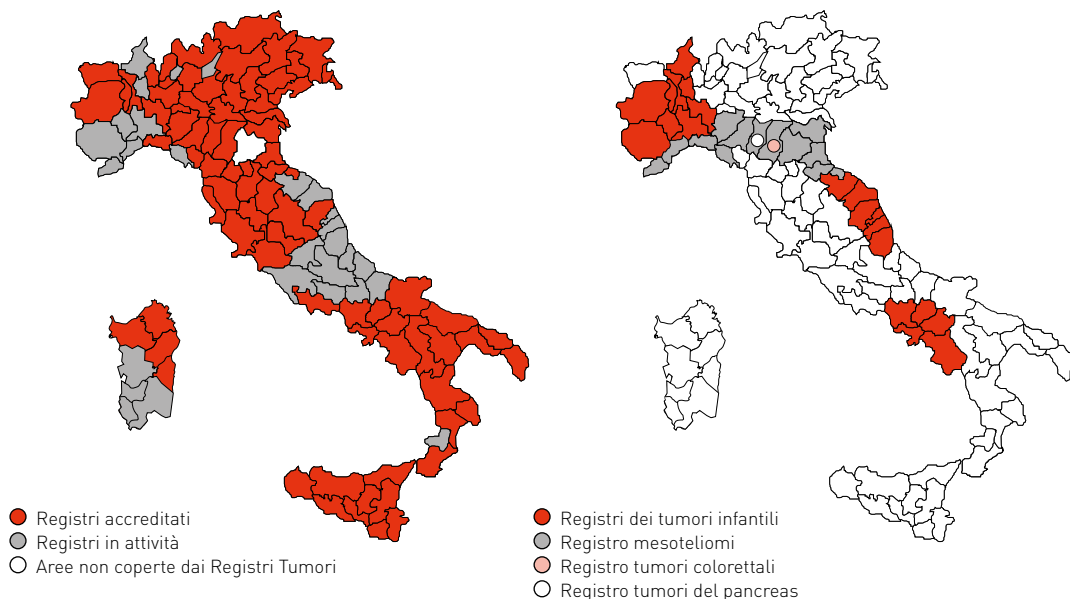 Registri accreditati
Registri in attività
Aree non coperte dai Registri Tumori
Registri dei tumori infantili
Registro mesoteliomi
Registro tumori colorettali
Registro tumori del pancreas